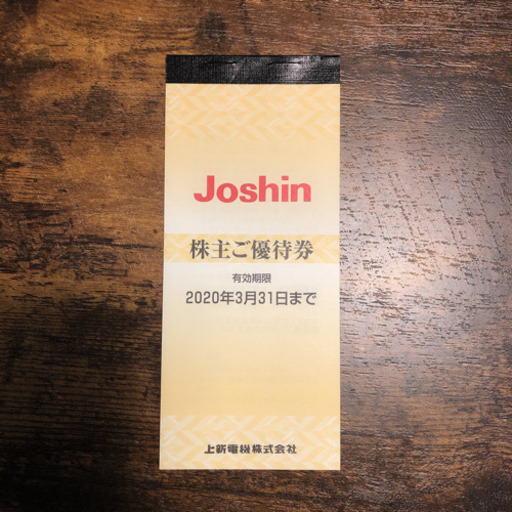 Joshin
株主ご優待券
有効期限
2020年3月31日まで
上新電機株式会社